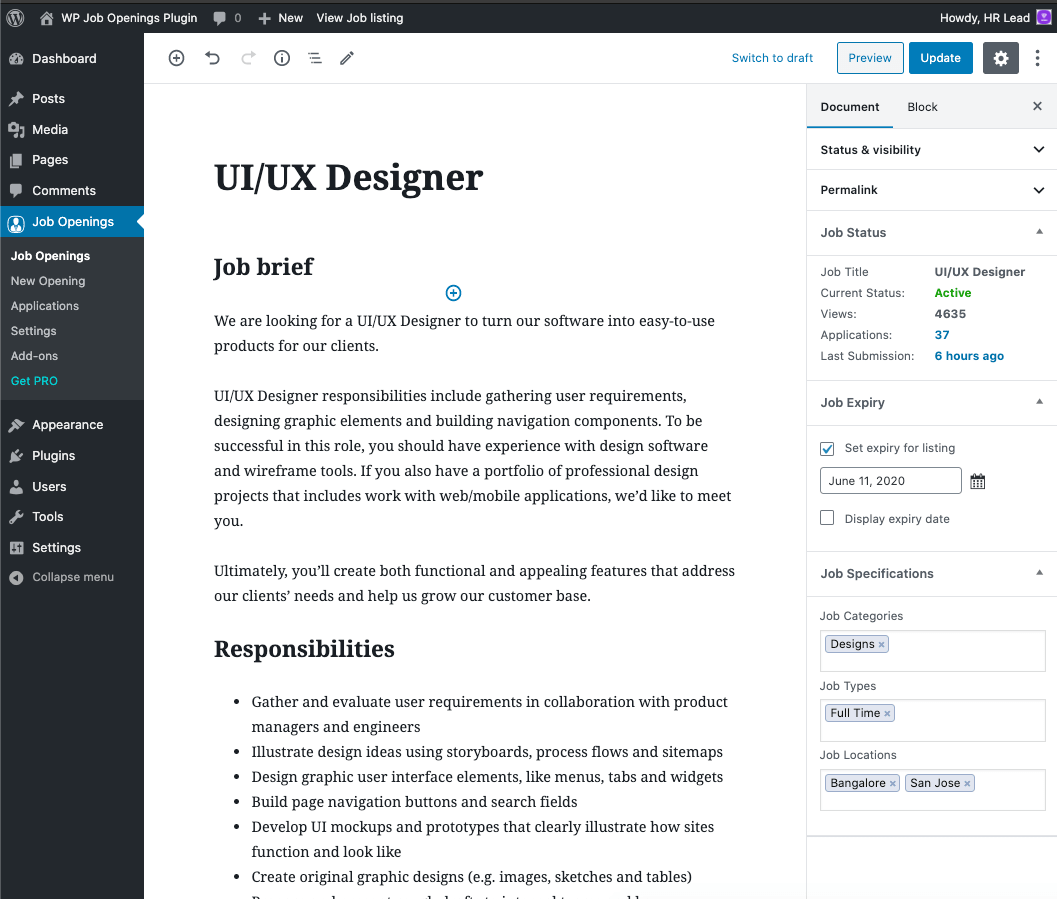 WP Job Openings Plugin 0 New View Job listing Howdy, HR Lead
Dashboard
Posts
Media
Pages
Comments
Job Openings
Job Openings
New Opening
Applications
Settings
Add-ons
Get PRO
Appearance
Plugins
Users
Tools
Settings
Collapse menu
Switch to draft Preview Update
UI/UX Designer
Job brief
We are looking for a UI/UX Designer to turn our software into easy-to-use
products for our clients.
UI/UX Designer responsibilities include gathering user requirements,
designing graphic elements and building navigation components. To be
successful in this role, you should have experience with design software
and wireframe tools. If you also have a portfolio of professional design
projects that includes work with web/mobile applications, we’d like to meet
you.
Ultimately, you’ll create both functional and appealing features that address
our clients’ needs and help us grow our customer base.
Responsibilities
• Gather and evaluate user requirements in collaboration with product
managers and engineers
• Illustrate design ideas using storyboards, process flows and sitemaps
• Design graphic user interface elements, like menus, tabs and widgets
• Build page navigation buttons and search fields
• Develop UI mockups and prototypes that clearly illustrate how sites
function and look like
• Create original graphic designs (e.g. images, sketches and tables)
Document Block ×
Status & visibility
Permalink
Job Status
Job Title UI/UX Designer
Current Status: Active
Views: 4635
Applications: 37
Last Submission: 6 hours ago
Job Expiry
Set expiry for listing
June 11, 2020
Display expiry date
Job Specifications
Job Categories
Designs ×
Job Types
Full Time ×
Job Locations
Bangalore × San Jose ×